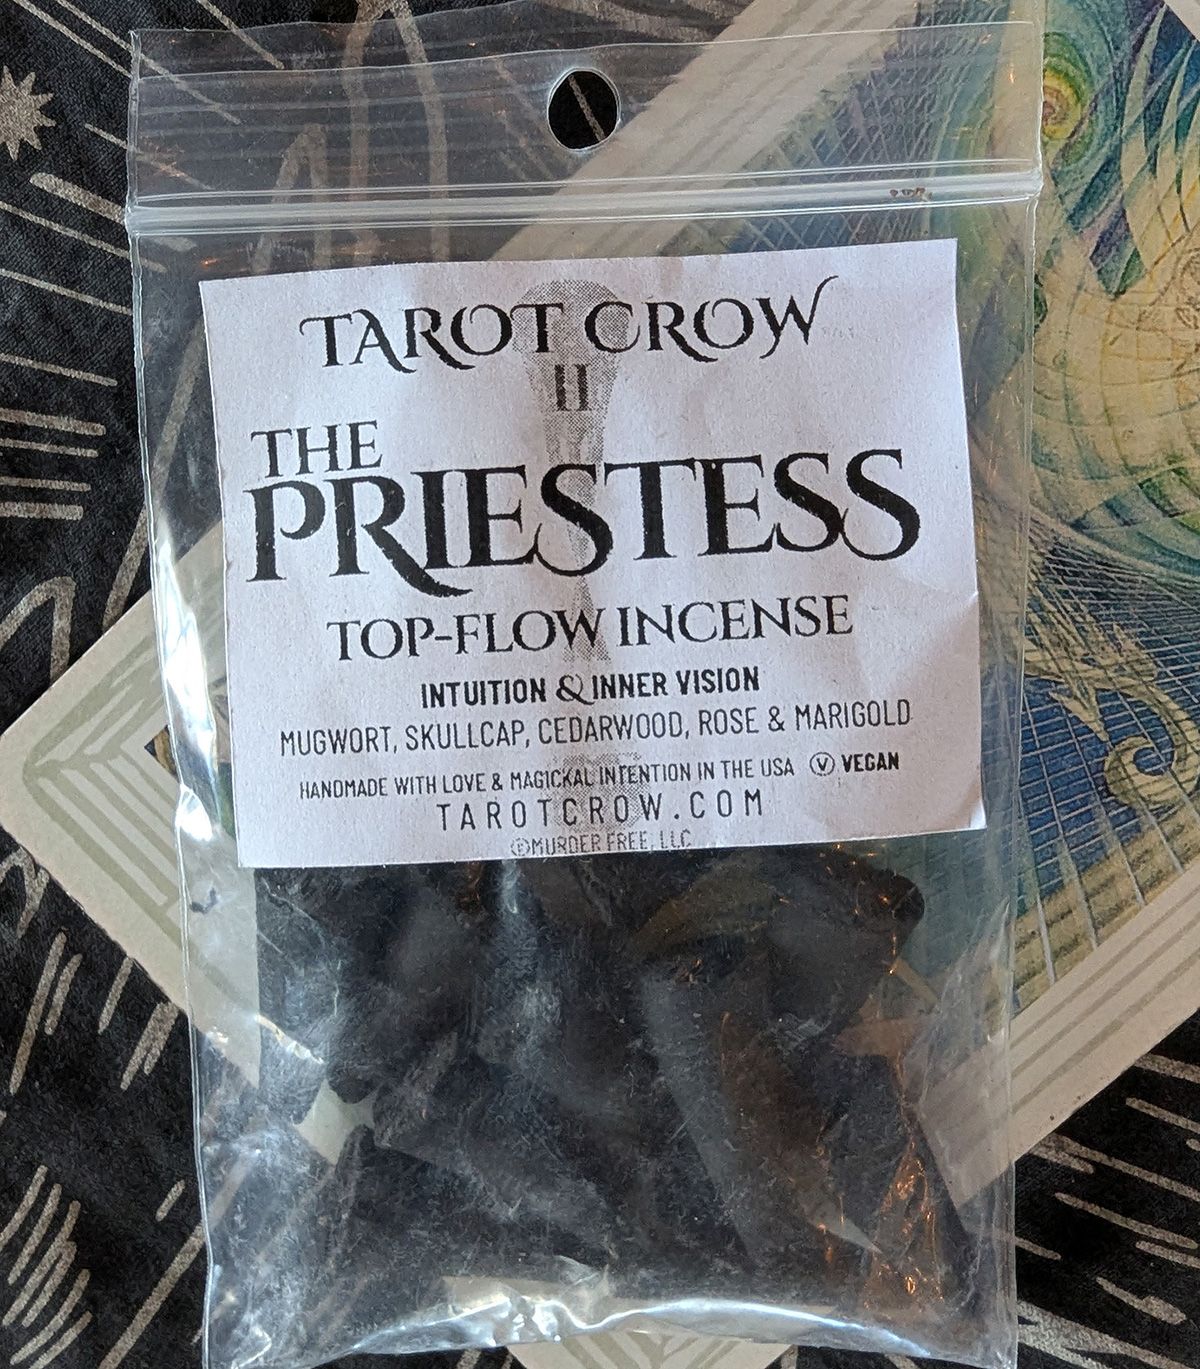 TAROT CROW
II
THE
PRIESTESS
TOP-FLOW INCENSE
INTUITION & INNER VISION
MUGWORT, SKULLCAP, CEDARWOOD, ROSE & MARIGOLD
HANDMADE WITH LOVE & MAGICKAL INTENTION IN THE USA Ⓥ VEGAN
TAROTCROW.COM
MURDER FREE, LLC